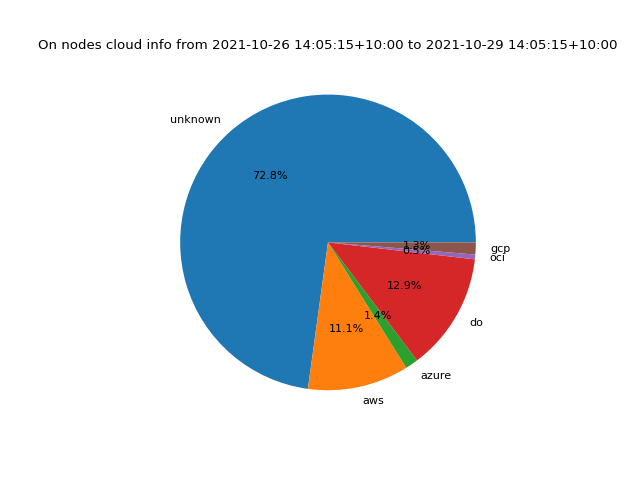 On nodes cloud info from 2021-10-26 14:05:15+10:00 to 2021-10-29 14:05:15+10:00
unknown
72.8%
1.3%
gcp
0.5%
oci
12.9%
1.4%
do
11.1%
azure
aws